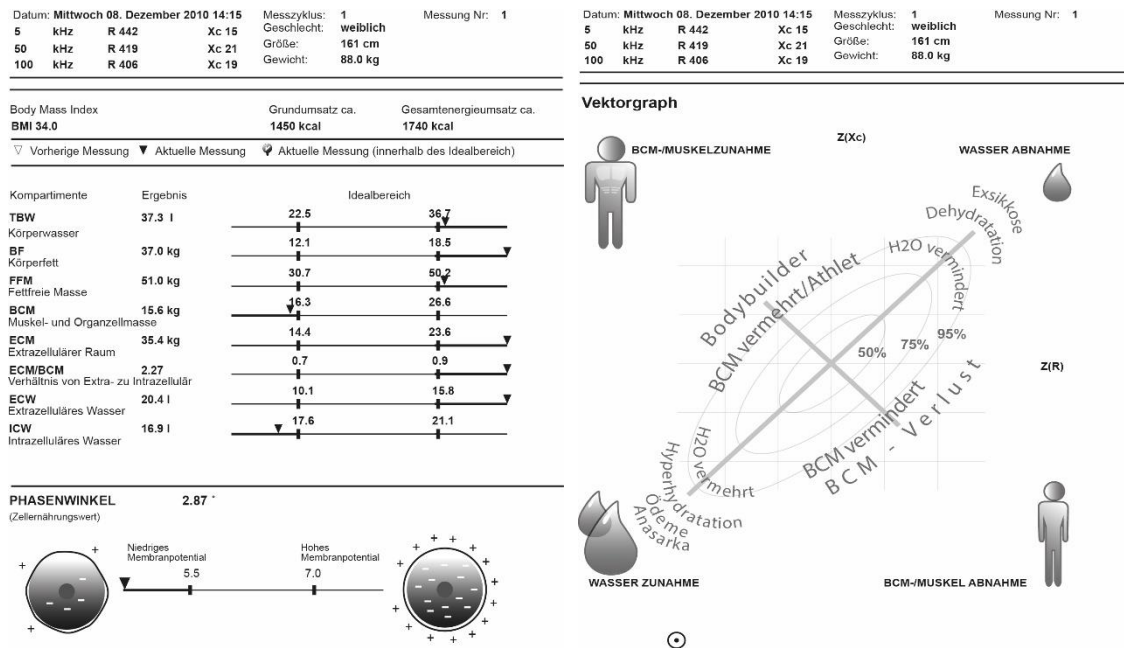 Datum: Mittwoch 08. Dezember 2010 14:15 Messzyklus: 1 Messung Nr: 1
5 kHz R 442 Xc 15 Geschlecht: weiblich
50 kHz R 419 Xc 21 Größe: 161 cm
100 kHz R 406 Xc 19 Gewicht: 88.0 kg
Body Mass Index Grundumsatz ca. Gesamtenergieumsatz ca.
BMI 34.0 1450 kcal 1740 kcal
▽ Vorherige Messung ▼ Aktuelle Messung Aktuelle Messung (innerhalb des Idealbereich)
Kompartimente Ergebnis Idealbereich
TBW 37.3 l 22.5 36.7
Körperwasser
BF 37.0 kg 12.1 18.5
Körperfett
FFM 51.0 kg 30.7 50.2
Fettfreie Masse
BCM 15.6 kg 16.3 26.6
Muskel- und Organzellmasse
ECM 35.4 kg 14.4 23.6
Extrazellulärer Raum
ECM/BCM 2.27 0.7 0.9
Verhältnis von Extra- zu Intrazellulär
ECW 20.4 l 10.1 15.8
Extrazelluläres Wasser
ICW 16.9 l 17.6 21.1
Intrazelluläres Wasser
PHASENWINKEL 2.87 °
(Zellernährungswert)
Niedriges Hohes
Membranpotential Membranpotential
5.5 7.0
Datum: Mittwoch 08. Dezember 2010 14:15 Messzyklus: 1 Messung Nr: 1
5 kHz R 442 Xc 15 Geschlecht: weiblich
50 kHz R 419 Xc 21 Größe: 161 cm
100 kHz R 406 Xc 19 Gewicht: 88.0 kg
Vektorgraph
Z(Xc)
BCM-/MUSKELZUNAHME
WASSER ABNAHME
Exsikkose
Dehydratation
H2O vermindert
Bodybuilder
BCM vermehrt/Athlet
50% 75% 95%
Z(R)
BCM vermindert
BCM - Verlust
H2O vermehrt
Hyperhydratation
Ödeme
Anasarka
WASSER ZUNAHME
BCM-/MUSKEL ABNAHME